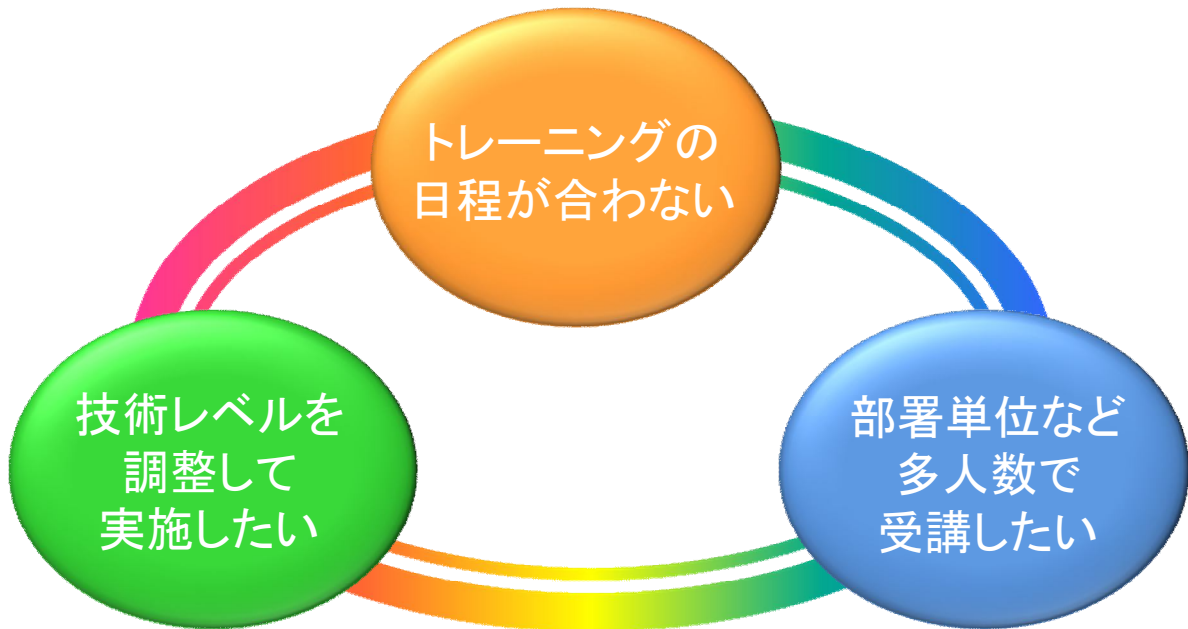 トレーニングの
日程が合わない
技術レベルを
調整して
実施したい
部署単位など
多人数で
受講したい